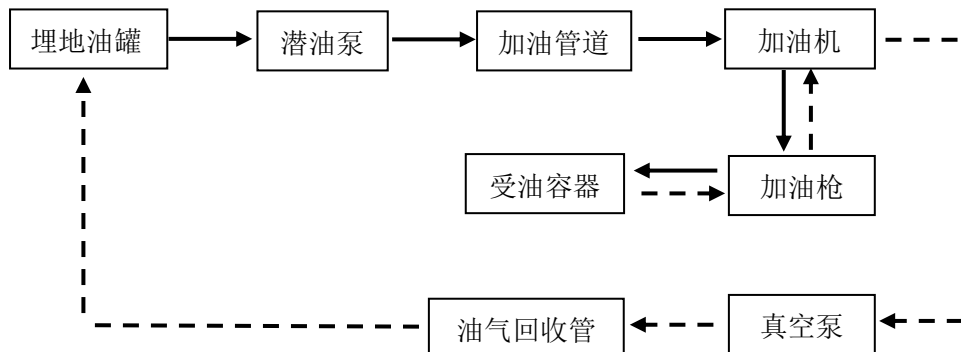 埋地油罐
潜油泵
加油管道
加油机
受油容器
加油枪
油气回收管
真空泵